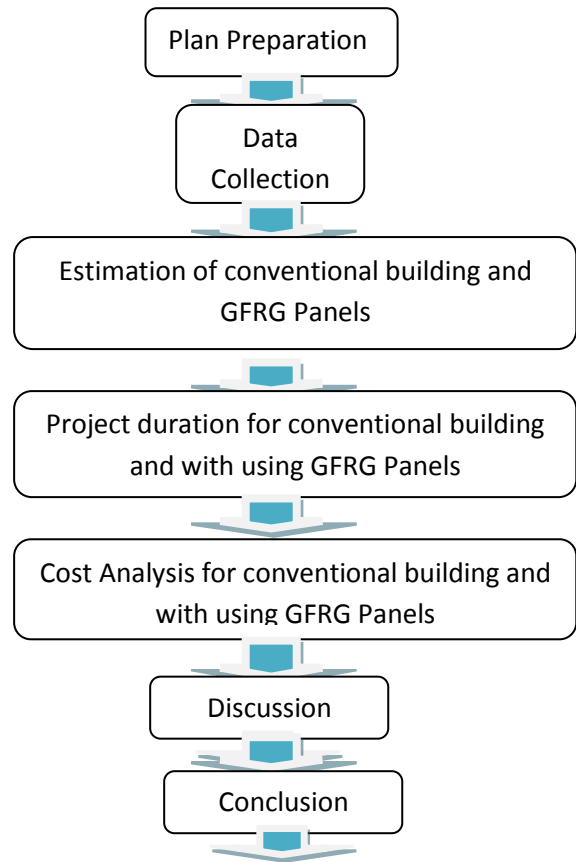 Plan Preparation
Data
Collection
Estimation of conventional building and
GFRG Panels
Project duration for conventional building
and with using GFRG Panels
Cost Analysis for conventional building and
with using GFRG Panels
Discussion
Conclusion